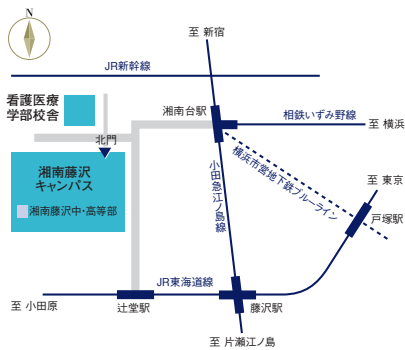 N
至 新宿
JR新幹線
看護医療
学部校舎
湘南台駅
相鉄いずみ野線
至 横浜
北門
横浜市営地下鉄ブルーライン
湘南藤沢
キャンパス
小田急江ノ島線
至 東京
湘南藤沢中・高等部
戸塚駅
JR東海道線
至 小田原
辻堂駅
藤沢駅
至 片瀬江ノ島